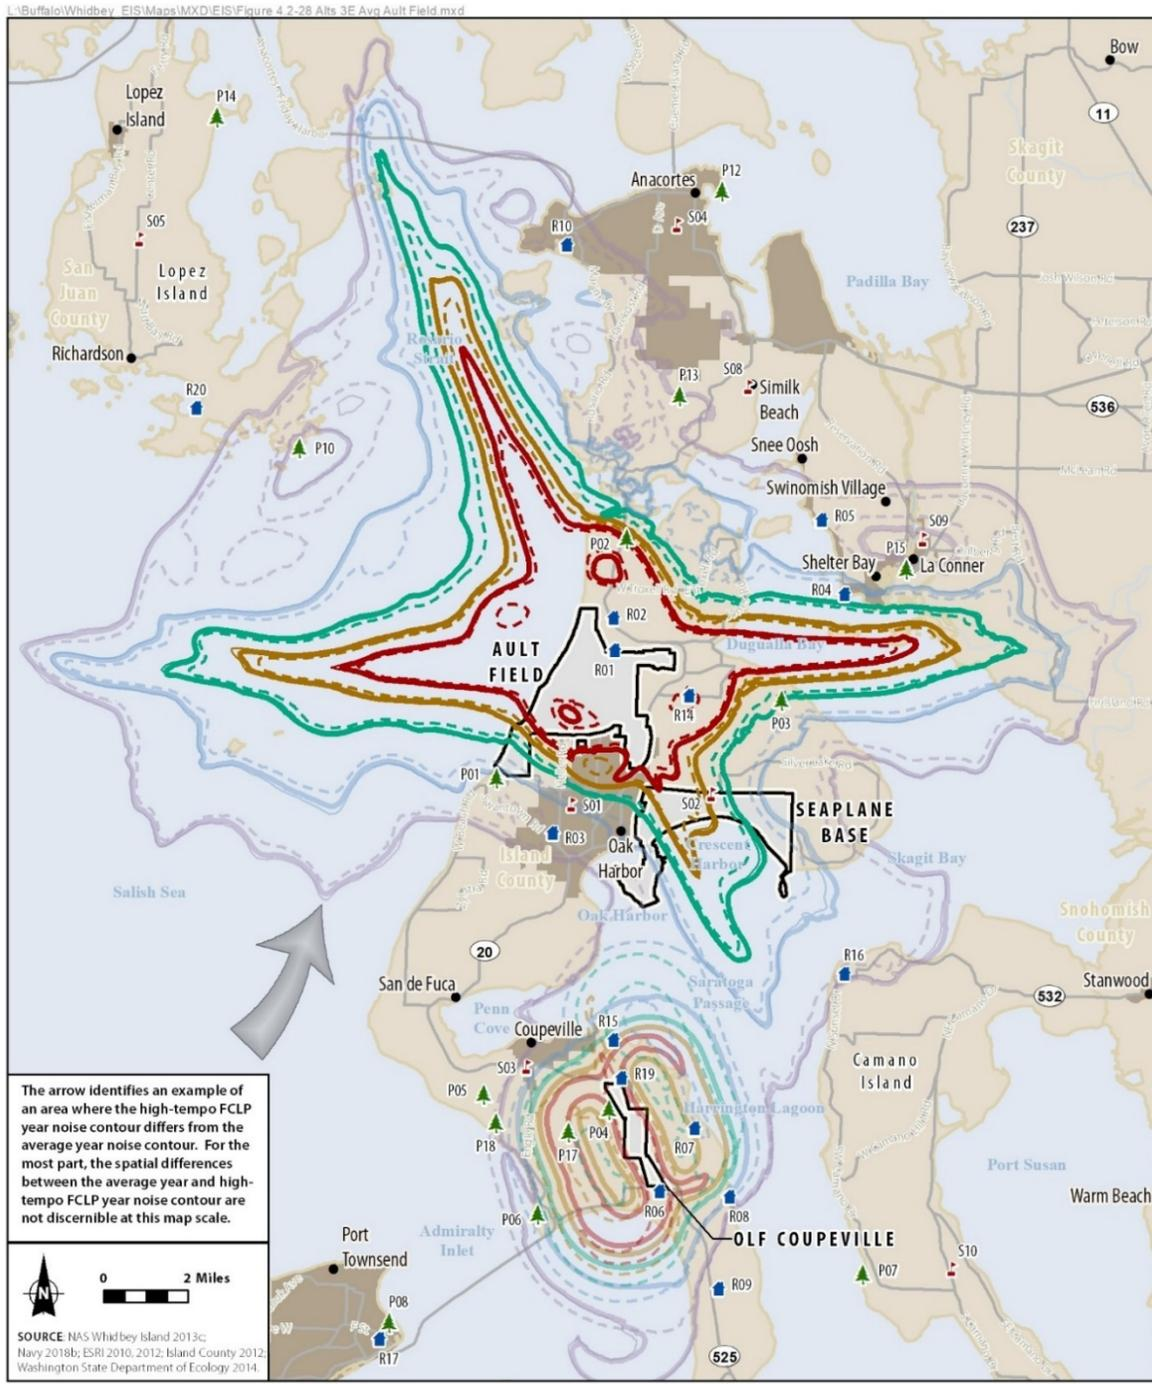 L:\Buffalo\Whidbey_EIS\Maps\MXD\EIS\Figure 4.2-28 Alts 3E Avg Ault Field.mxd
Bow
Lopez
Island
P14
11
Skagit
County
P12
Anacortes
S04
S05
R10
237
San
Juan
County
Lopez
Island
Padilla Bay
Josh Wilson Rd
Rosario
Strait
Richardson
R20
P13
S08
Similk
Beach
536
McLean Rd
P10
Snee Oosh
Swinomish Village
R05
S09
P02
P15
La Conner
Shelter Bay
R04
R02
AULT
FIELD
R01
Dugualla Bay
R14
P03
P01
S01
S02
SEAPLANE
BASE
R03
Oak
Harbor
Crescent
Harbor
Island
County
Skagit Bay
Salish Sea
Oak Harbor
Snohomish
County
20
R16
San de Fuca
Saratoga
Passage
532
Stanwood
Penn
Cove
Coupeville
R15
S03
R19
Camano
Island
P05
P18
P17
P04
R07
Harrington Lagoon
Port Susan
R06
R08
P06
Warm Beach
Admiralty
Inlet
OLF COUPEVILLE
Port
Townsend
R09
P07
S10
P08
R17
525
The arrow identifies an example of
an area where the high-tempo FCLP
year noise contour differs from the
average year noise contour. For the
most part, the spatial differences
between the average year and high-
tempo FCLP year noise contour are
not discernible at this map scale.
N
0 2 Miles
SOURCE: NAS Whidbey Island 2013c;
Navy 2018b; ESRI 2010, 2012; Island County 2012;
Washington State Department of Ecology 2014.